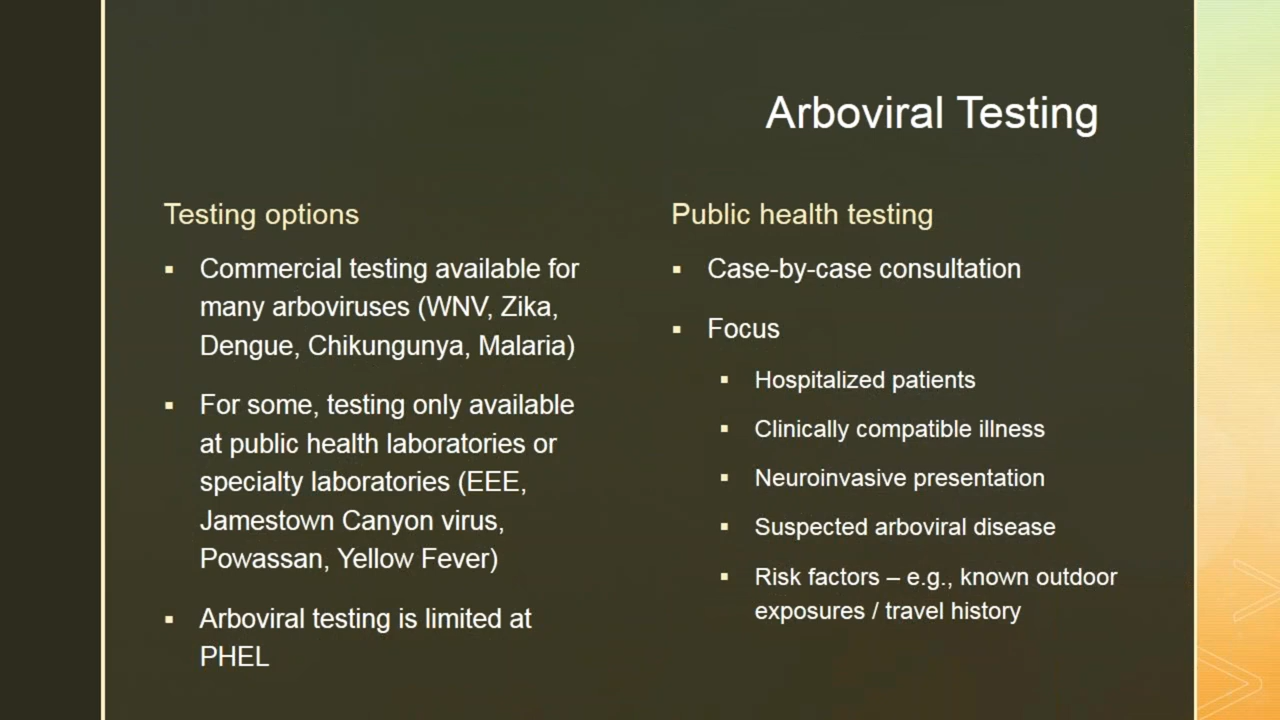 Arboviral Testing
Testing options
▪ Commercial testing available for
many arboviruses (WNV, Zika,
Dengue, Chikungunya, Malaria)
▪ For some, testing only available
at public health laboratories or
specialty laboratories (EEE,
Jamestown Canyon virus,
Powassan, Yellow Fever)
▪ Arboviral testing is limited at
PHEL
Public health testing
▪ Case-by-case consultation
▪ Focus
▪ Hospitalized patients
▪ Clinically compatible illness
▪ Neuroinvasive presentation
▪ Suspected arboviral disease
▪ Risk factors – e.g., known outdoor
exposures / travel history